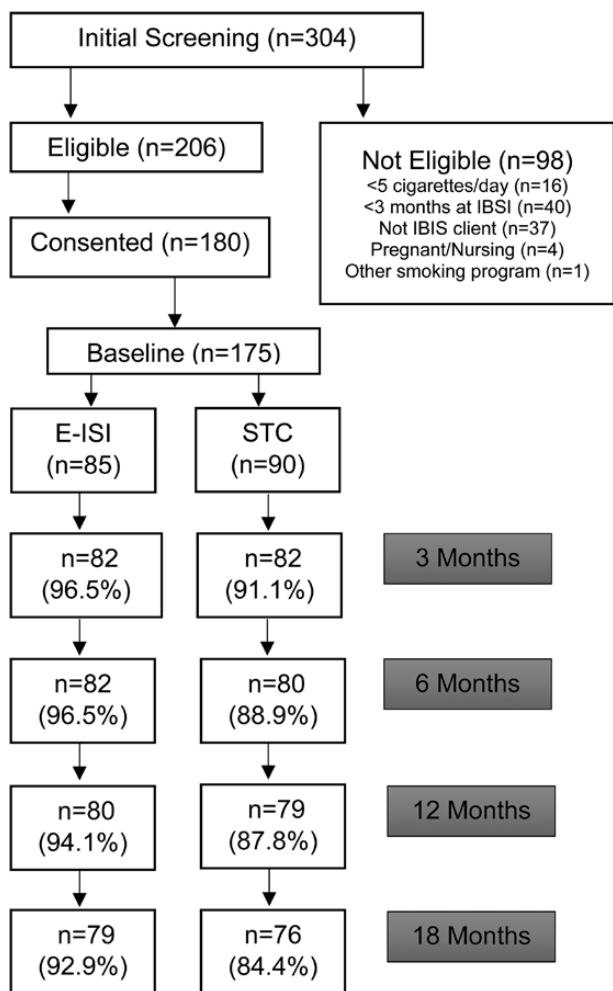 Initial Screening (n=304)
Eligible (n=206)
Not Eligible (n=98)
<5 cigarettes/day (n=16)
<3 months at IBSI (n=40)
Not IBIS client (n=37)
Pregnant/Nursing (n=4)
Other smoking program (n=1)
Consented (n=180)
Baseline (n=175)
E-ISI
(n=85)
STC
(n=90)
n=82
(96.5%)
n=82
(91.1%)
3 Months
n=82
(96.5%)
n=80
(88.9%)
6 Months
n=80
(94.1%)
n=79
(87.8%)
12 Months
n=79
(92.9%)
n=76
(84.4%)
18 Months